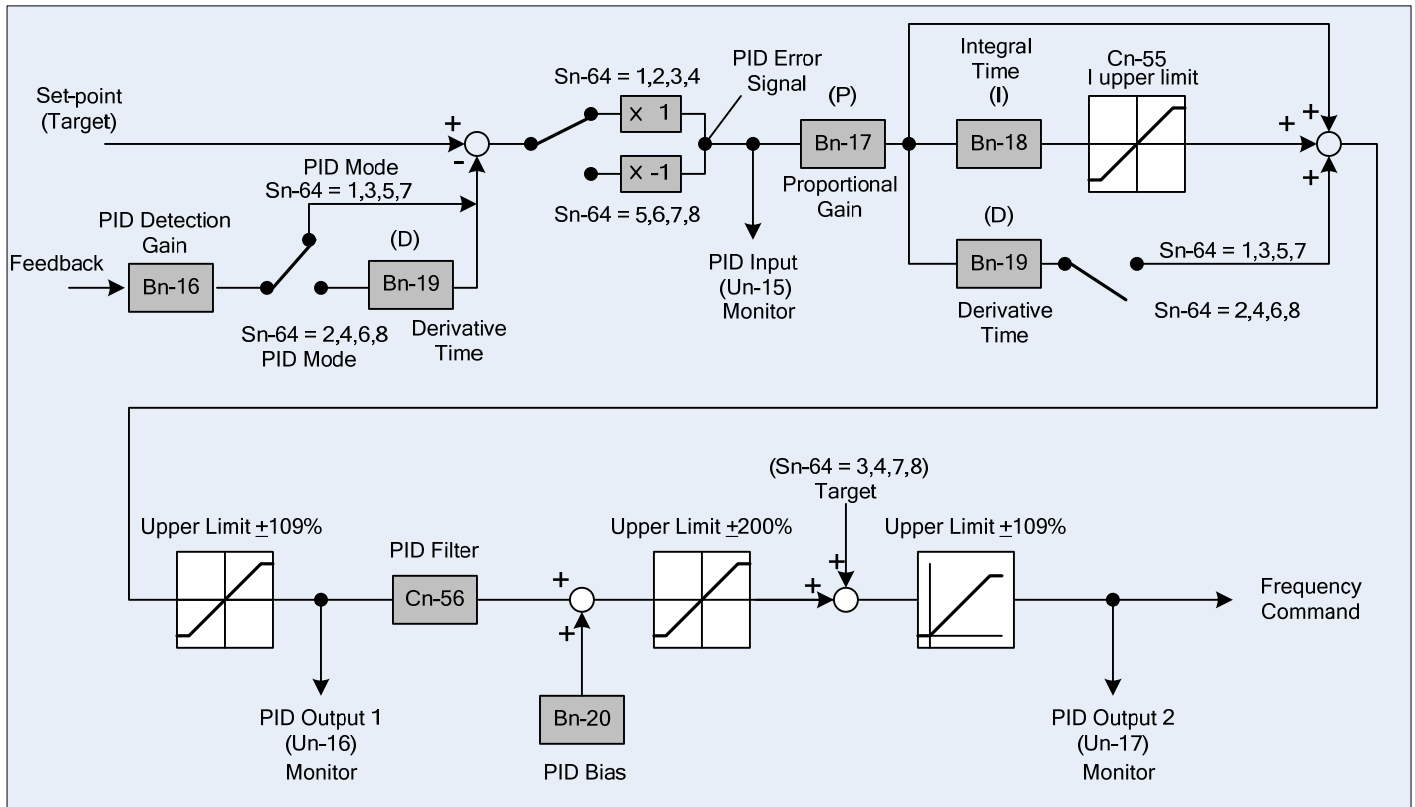 Set-point
(Target)
+
-
Sn-64 = 1,2,3,4
x 1
x -1
Sn-64 = 5,6,7,8
PID Error
Signal
(P)
Bn-17
Proportional
Gain
Integral
Time
(I)
Bn-18
Cn-55
I upper limit
+
+
+
PID Mode
Sn-64 = 1,3,5,7
PID Detection
Gain
Feedback
Bn-16
(D)
Bn-19
Derivative
Time
Sn-64 = 2,4,6,8
PID Mode
PID Input
(Un-15)
Monitor
(D)
Bn-19
Derivative
Time
Sn-64 = 1,3,5,7
Sn-64 = 2,4,6,8
Upper Limit ±109%
PID Filter
Cn-56
+
+
Upper Limit ±200%
(Sn-64 = 3,4,7,8)
Target
+
+
Upper Limit ±109%
Frequency
Command
PID Output 1
(Un-16)
Monitor
Bn-20
PID Bias
PID Output 2
(Un-17)
Monitor